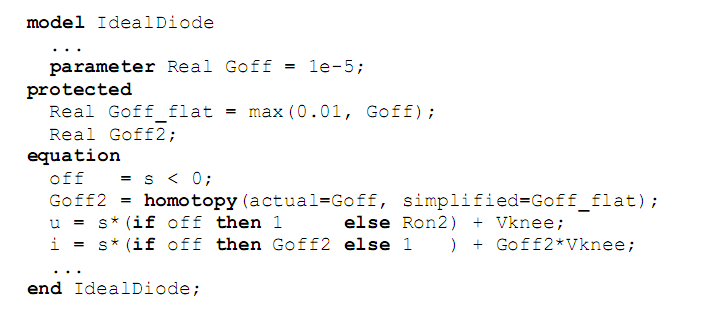 model IdealDiode
  ...
  parameter Real Goff = 1e-5;
protected
  Real Goff_flat = max(0.01, Goff);
  Real Goff2;
equation
  off   = s < 0;
  Goff2 = homotopy(actual=Goff, simplified=Goff_flat);
  u = s*(if off then 1     else Ron2) + Vknee;
  i = s*(if off then Goff2 else 1   ) + Goff2*Vknee;
  ...
end IdealDiode;